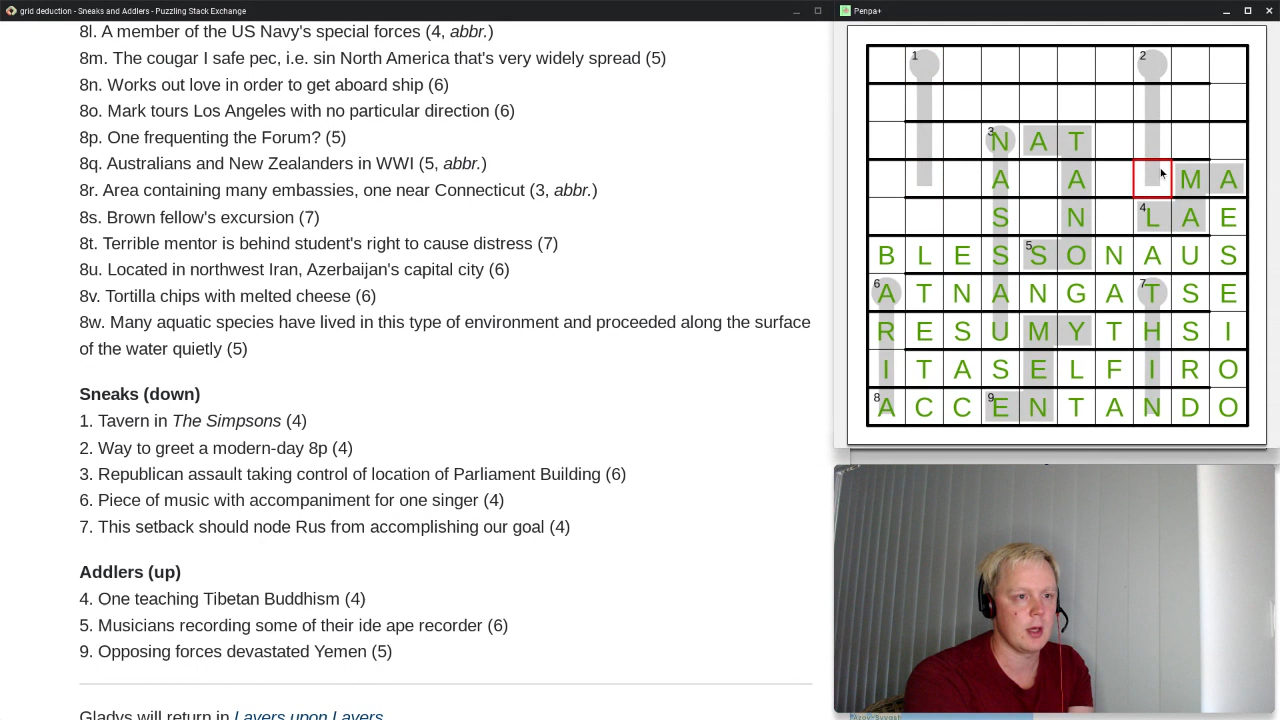 grid deduction - Sneaks and Addlers - Puzzling Stack Exchange
Penpa+
8l. A member of the US Navy's special forces (4, abbr.)
8m. The cougar I safe pec, i.e. sin North America that's very widely spread (5)
8n. Works out love in order to get aboard ship (6)
8o. Mark tours Los Angeles with no particular direction (6)
8p. One frequenting the Forum? (5)
8q. Australians and New Zealanders in WWI (5, abbr.)
8r. Area containing many embassies, one near Connecticut (3, abbr.)
8s. Brown fellow's excursion (7)
8t. Terrible mentor is behind student's right to cause distress (7)
8u. Located in northwest Iran, Azerbaijan's capital city (6)
8v. Tortilla chips with melted cheese (6)
8w. Many aquatic species have lived in this type of environment and proceeded along the surface
of the water quietly (5)
Sneaks (down)
1. Tavern in The Simpsons (4)
2. Way to greet a modern-day 8p (4)
3. Republican assault taking control of location of Parliament Building (6)
6. Piece of music with accompaniment for one singer (4)
7. This setback should node Rus from accomplishing our goal (4)
Addlers (up)
4. One teaching Tibetan Buddhism (4)
5. Musicians recording some of their ide ape recorder (6)
9. Opposing forces devastated Yemen (5)
Gladys will return in Layers upon Layers
1 2
3 N A T
A A M A
S N 4 L A E
B L E S 5 S O N A U S
6 A T N A N G A 7 T S E
R E S U M Y T H S I
I T A S E L F I R O
8 A C C 9 E N T A N D O